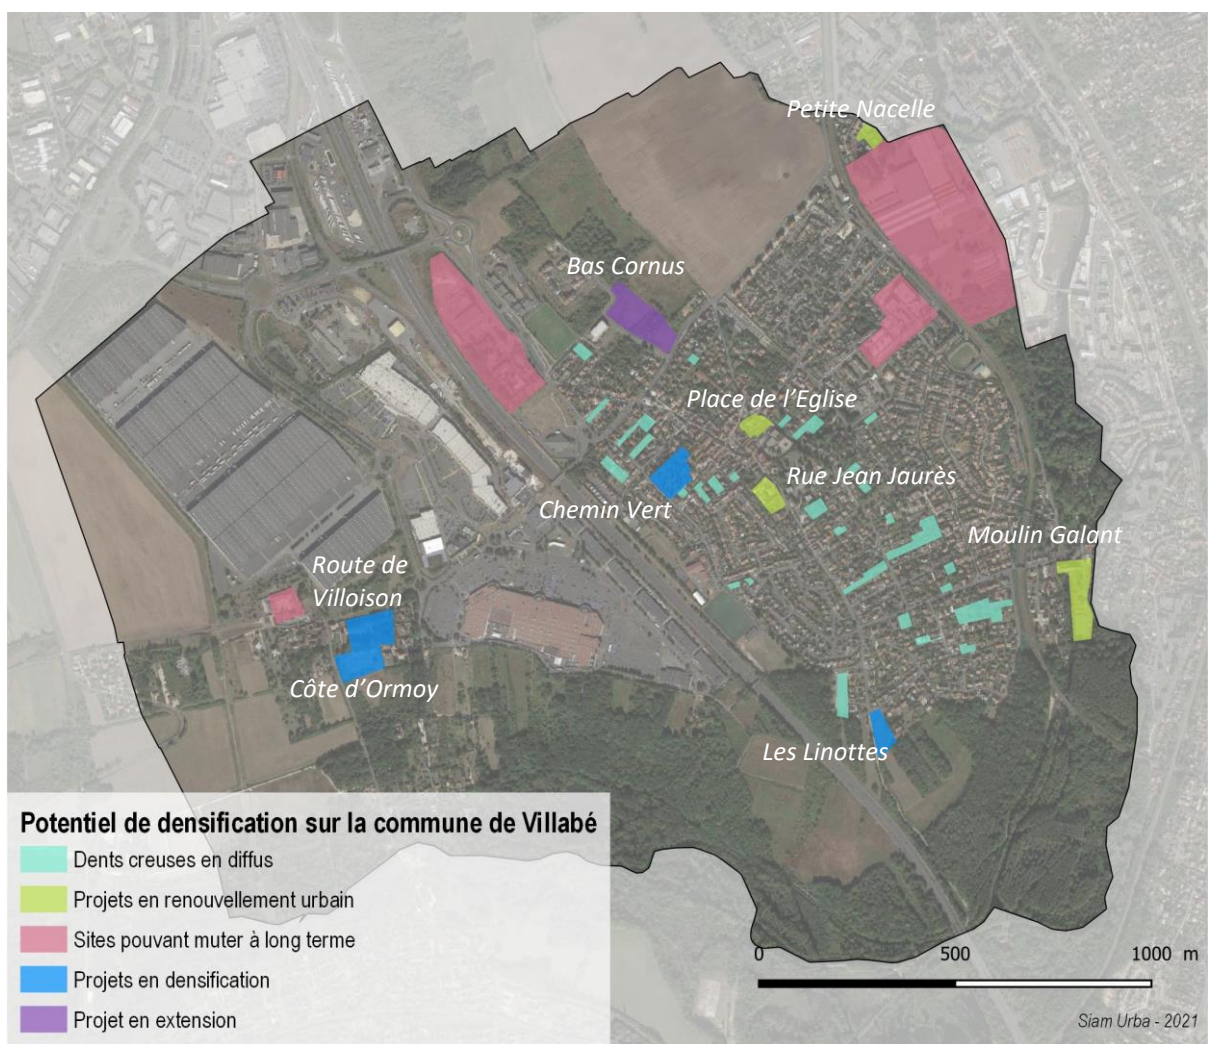 Petite Nacelle
Bas Cornus
Place de l'Eglise
Rue Jean Jaurès
Chemin Vert
Moulin Galant
Route de
Villoison
Côte d'Ormoy
Les Linottes
Potentiel de densification sur la commune de Villabé
Dents creuses en diffus
Projets en renouvellement urbain
Sites pouvant muter à long terme
Projets en densification
Projet en extension
0 500 1000 m
Siam Urba - 2021